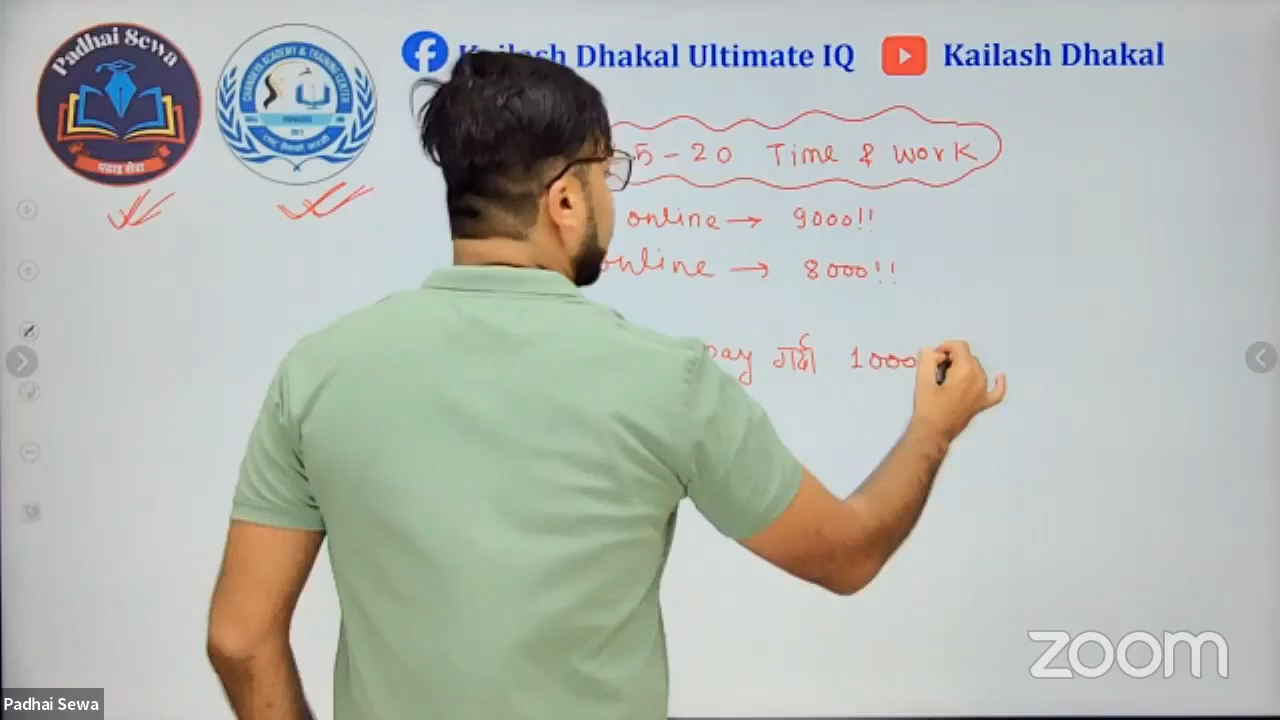 Padhai Sewa
पढाइ सेवा
Dhakal Ultimate IQ
Kailash Dhakal
5-20 Time & work
online → 9000!!
online → 8000!!
pay गर्दा 1000
zoom
Padhai Sewa